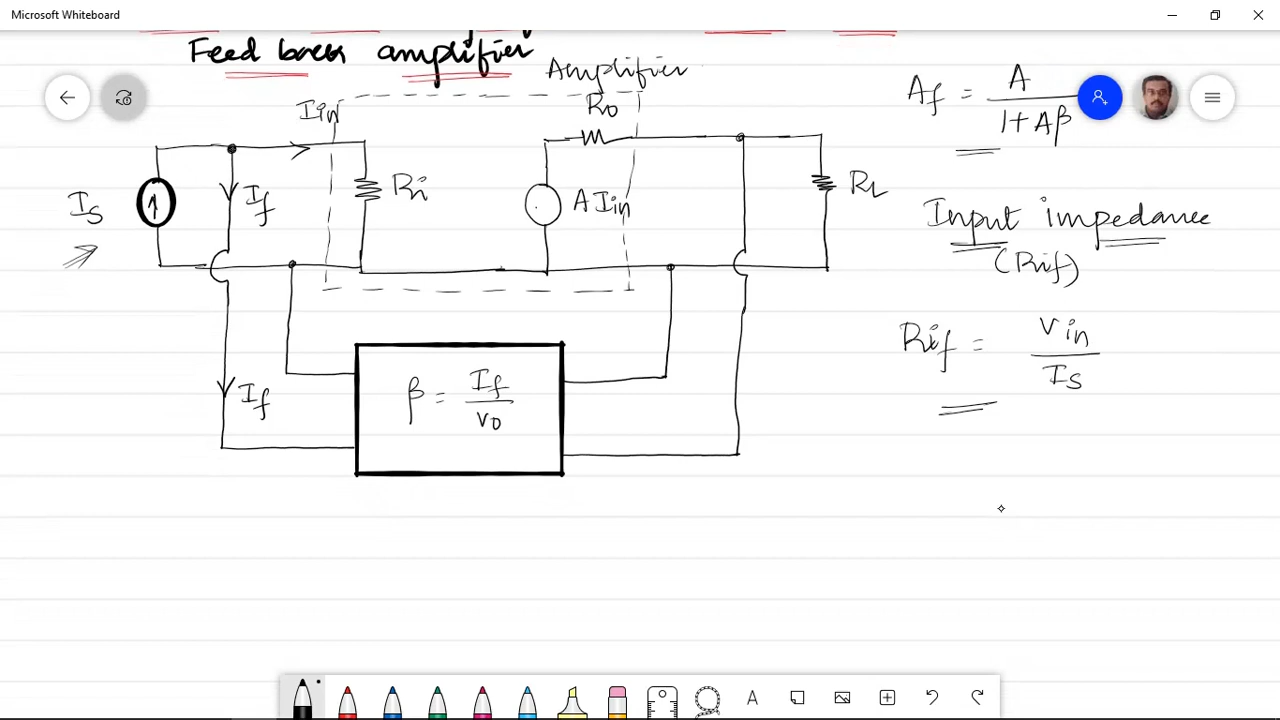 Microsoft Whiteboard
Feed back amplifier
Amplifier
Iin
Ro
Is
If
Ri
A Iin
RL
If
β = If / Vo
Af = A / 1 + Aβ
Input impedance
(Rif)
Rif = Vin / Is
A